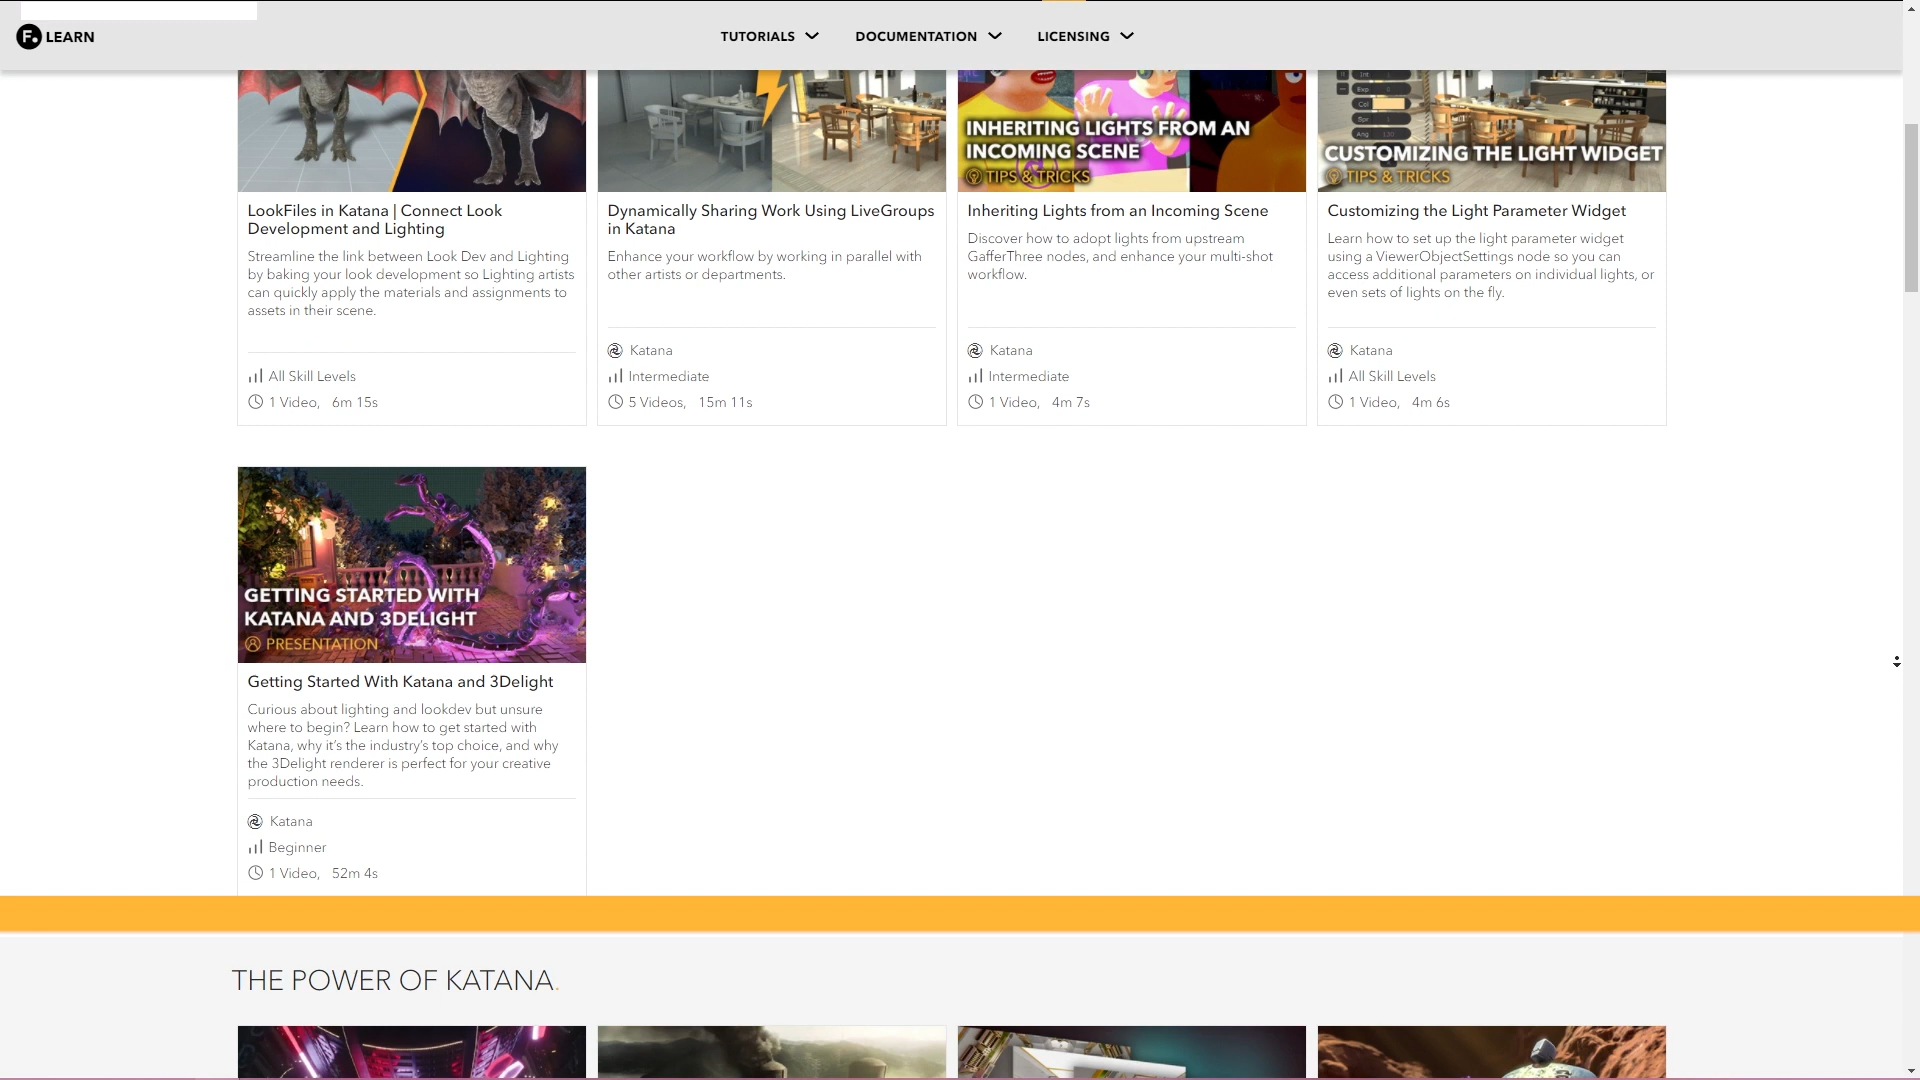 F. LEARN
TUTORIALS
DOCUMENTATION
LICENSING
INHERITING LIGHTS FROM AN
INCOMING SCENE
TIPS & TRICKS
Int
Exp
Col
Ang
CUSTOMIZING THE LIGHT WIDGET
TIPS & TRICKS
LookFiles in Katana | Connect Look
Development and Lighting
Streamline the link between Look Dev and Lighting
by baking your look development so Lighting artists
can quickly apply the materials and assignments to
assets in their scene.
All Skill Levels
1 Video, 6m 15s
Dynamically Sharing Work Using LiveGroups
in Katana
Enhance your workflow by working in parallel with
other artists or departments.
Katana
Intermediate
5 Videos, 15m 11s
Inheriting Lights from an Incoming Scene
Discover how to adopt lights from upstream
GafferThree nodes, and enhance your multi-shot
workflow.
Katana
Intermediate
1 Video, 4m 7s
Customizing the Light Parameter Widget
Learn how to set up the light parameter widget
using a ViewerObjectSettings node so you can
access additional parameters on individual lights, or
even sets of lights on the fly.
Katana
All Skill Levels
1 Video, 4m 6s
GETTING STARTED WITH
KATANA AND 3DELIGHT
PRESENTATION
Getting Started With Katana and 3Delight
Curious about lighting and lookdev but unsure
where to begin? Learn how to get started with
Katana, why it's the industry's top choice, and why
the 3Delight renderer is perfect for your creative
production needs.
Katana
Beginner
1 Video, 52m 4s
THE POWER OF KATANA.